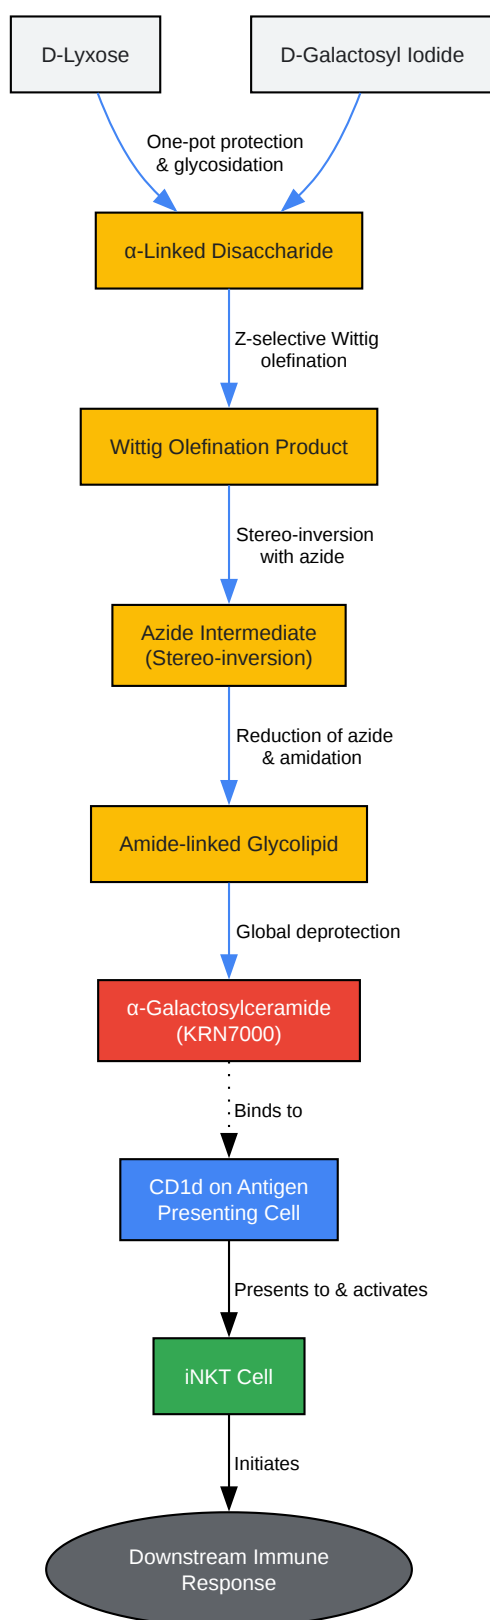 D-Lyxose
D-Galactosyl Iodide
One-pot protection
& glycosidation
α-Linked Disaccharide
Z-selective Wittig
olefination
Wittig Olefination Product
Stereo-inversion
with azide
Azide Intermediate
(Stereo-inversion)
Reduction of azide
& amidation
Amide-linked Glycolipid
Global deprotection
α-Galactosylceramide
(KRN7000)
Binds to
CD1d on Antigen
Presenting Cell
Presents to & activates
iNKT Cell
Initiates
Downstream Immune
Response